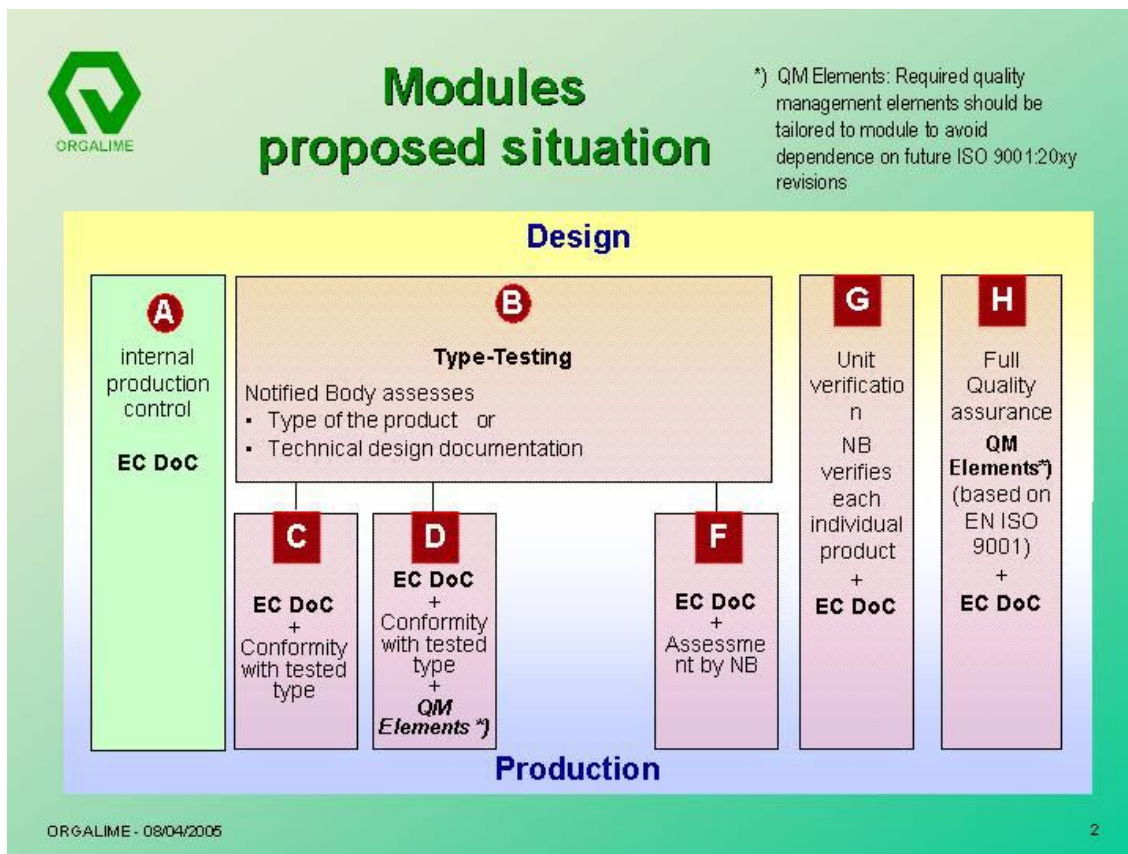 ORGALIME
Modules
proposed situation
*) QM Elements: Required quality
management elements should be
tailored to module to avoid
dependence on future ISO 9001:20xy
revisions
Design
A
internal
production
control
EC DoC
B
Type-Testing
Notified Body assesses
▪ Type of the product or
▪ Technical design documentation
C
EC DoC
+
Conformity
with tested
type
D
EC DoC
+
Conformity
with tested
type
+
QM
Elements *)
F
EC DoC
+
Assessme
nt by NB
G
Unit
verificatio
n
NB
verifies
each
individual
product
+
EC DoC
H
Full
Quality
assurance
QM
Elements*)
(based on
EN ISO
9001)
+
EC DoC
Production
ORGALIME - 08/04/2005
2